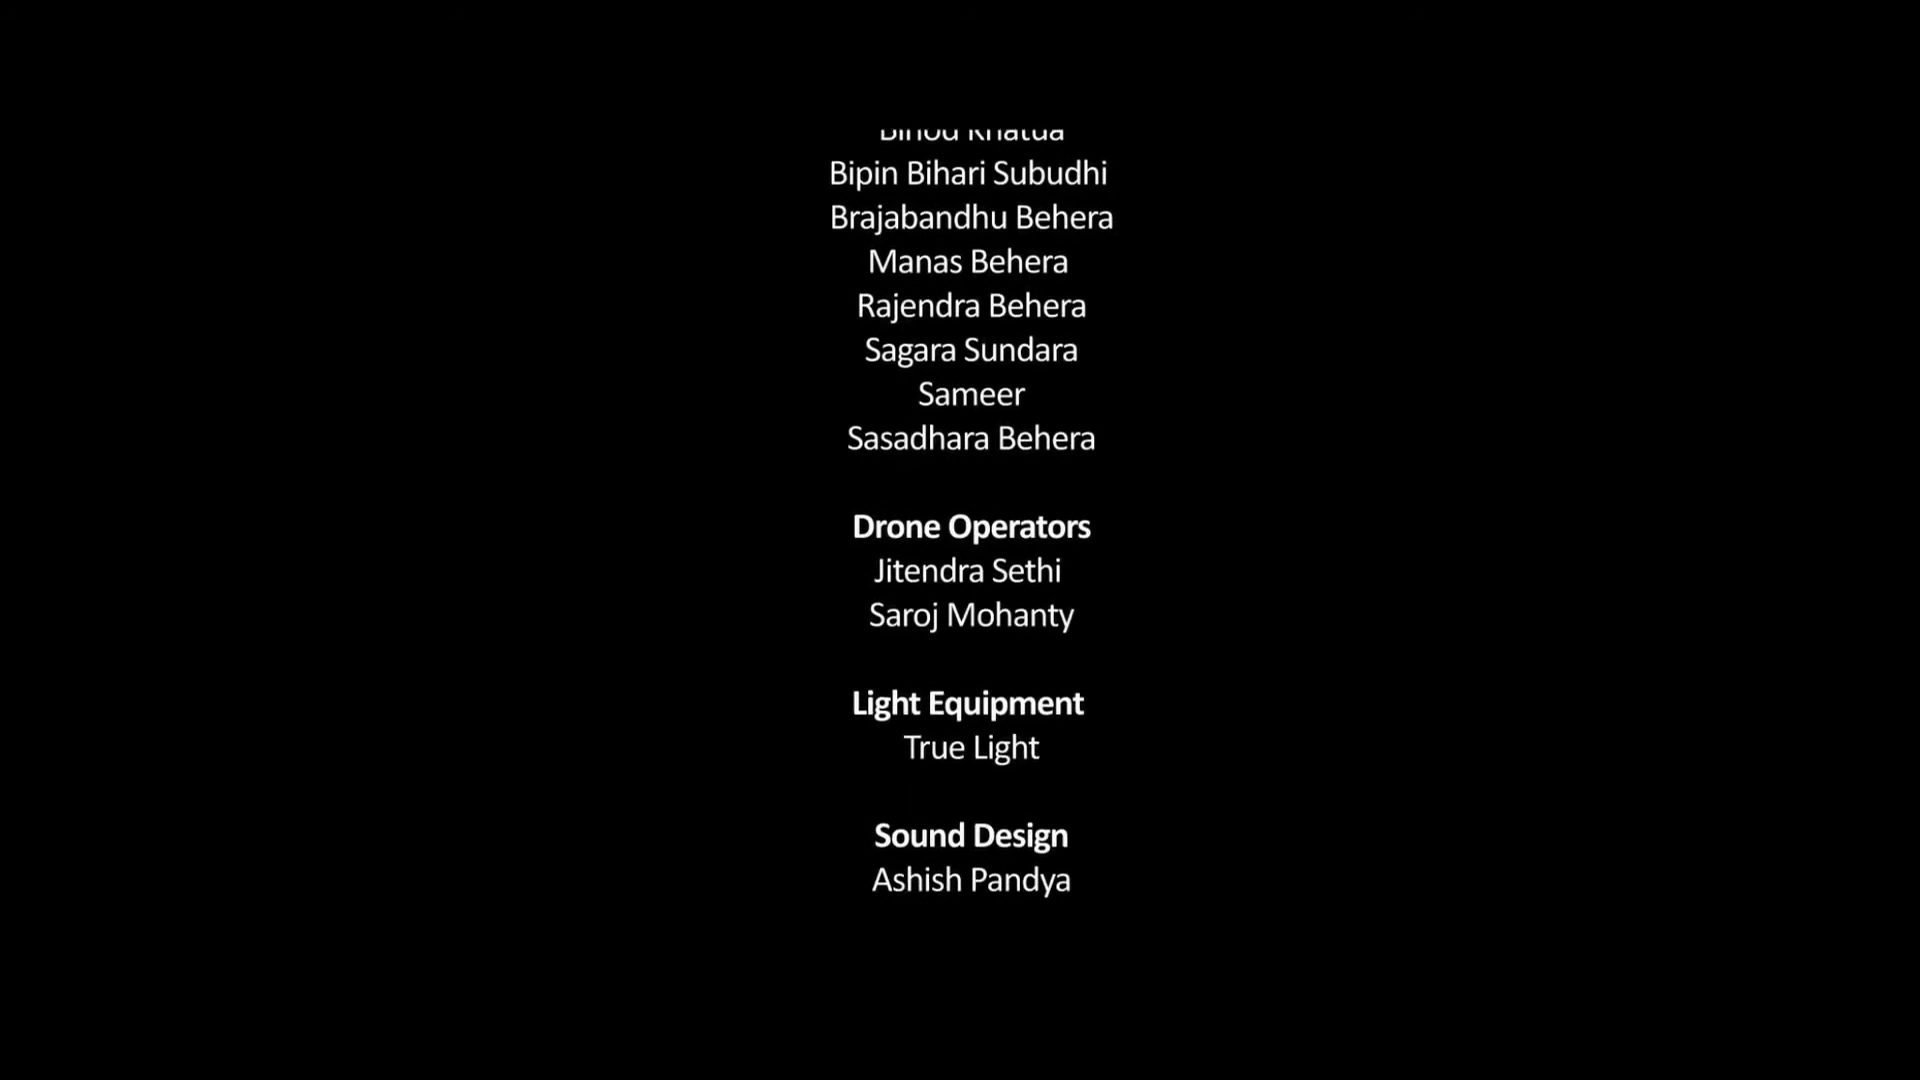 Bipin Bihari Subudhi
Brajabandhu Behera
Manas Behera
Rajendra Behera
Sagara Sundara
Sameer
Sasadhara Behera
Drone Operators
Jitendra Sethi
Saroj Mohanty
Light Equipment
True Light
Sound Design
Ashish Pandya